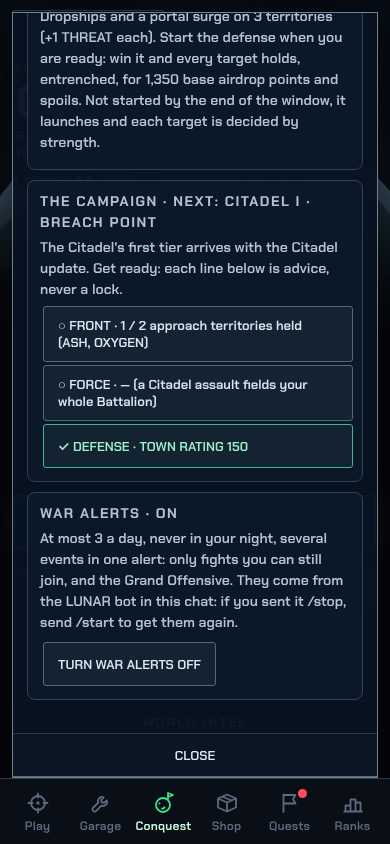 Dropships and a portal surge on 3 territories
(+1 THREAT each). Start the defense when you
are ready: win it and every target holds,
entrenched, for 1,350 base airdrop points and
spoils. Not started by the end of the window, it
launches and each target is decided by
strength.
THE CAMPAIGN · NEXT: CITADEL I ·
BREACH POINT
The Citadel's first tier arrives with the Citadel
update. Get ready: each line below is advice,
never a lock.
○ FRONT · 1 / 2 approach territories held
(ASH, OXYGEN)
○ FORCE · — (a Citadel assault fields your
whole Battalion)
✓ DEFENSE · TOWN RATING 150
WAR ALERTS · ON
At most 3 a day, never in your night, several
events in one alert: only fights you can still
join, and the Grand Offensive. They come from
the LUNAR bot in this chat: if you sent it /stop,
send /start to get them again.
TURN WAR ALERTS OFF
WORLD INTEL
CLOSE
Play Garage Conquest Shop Quests Ranks